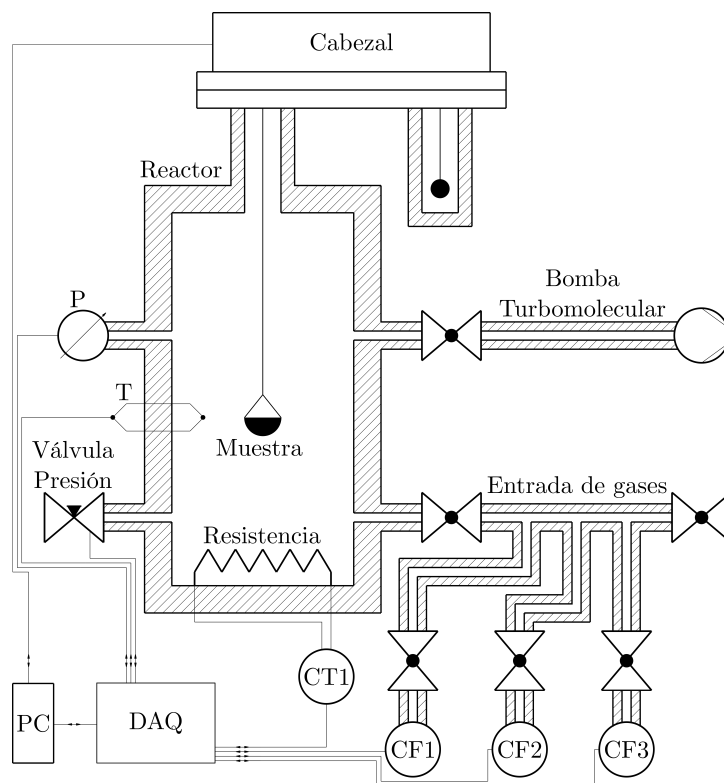 Cabezal
Reactor
Bomba
Turbomolecular
P
T
Muestra
Válvula
Presión
Entrada de gases
Resistencia
CT1
PC
DAQ
CF1
CF2
CF3